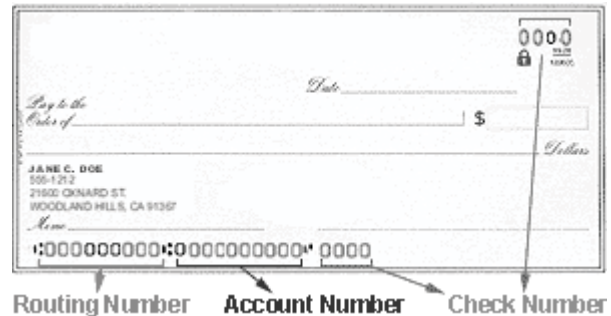 0000
Date
Pay to the
Order of $
Dollars
JANE C. DOE
555-1212
21600 OXNARD ST.
WOODLAND HILLS, CA 91367
Memo
⑆000000000⑆0000000000⑈ 0000
Routing Number Account Number Check Number